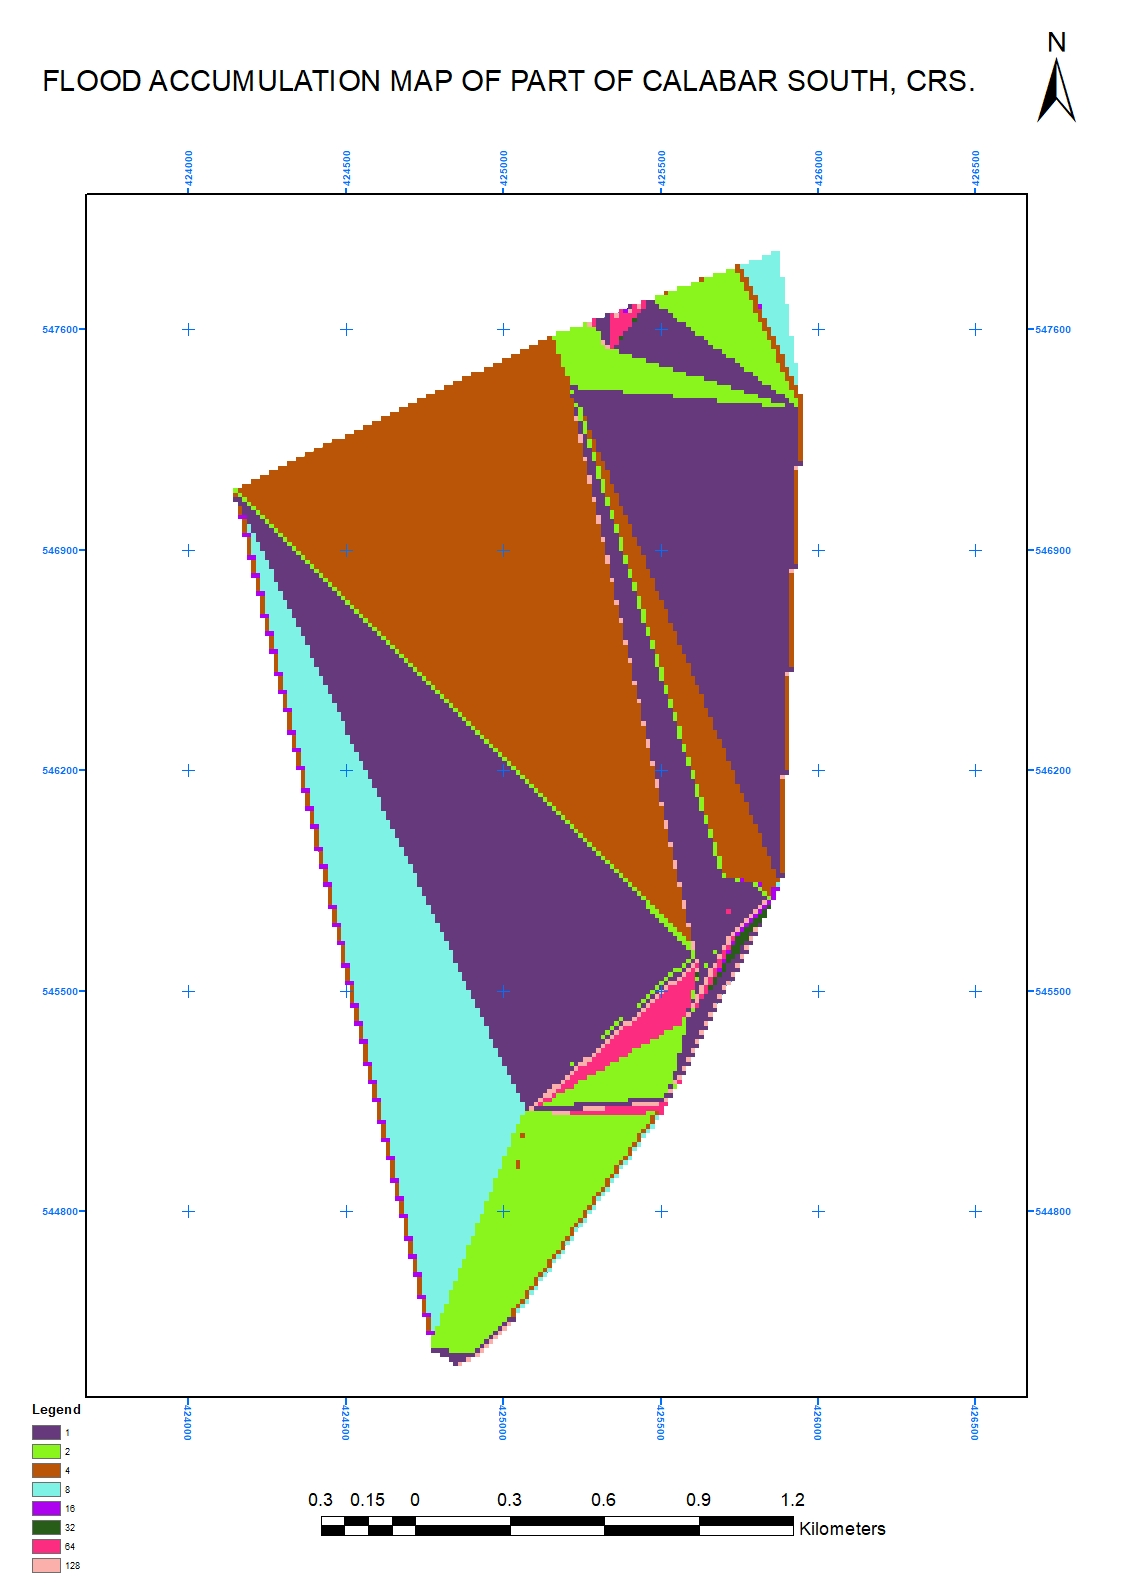 N
FLOOD ACCUMULATION MAP OF PART OF CALABAR SOUTH, CRS.
424000 424500 425000 425500 426000 426500
547600 547600
546900 546900
546200 546200
545500 545500
544800 544800
424000 424500 425000 425500 426000 426500
Legend
1
2
4
8
16
32
64
128
0.3 0.15 0 0.3 0.6 0.9 1.2
Kilometers